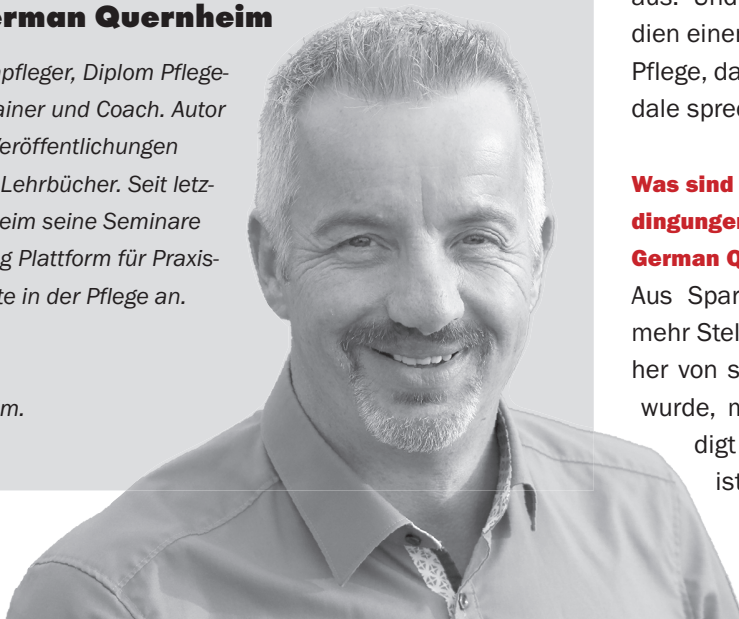 erman Quernheim
pfleger, Diplom Pflege-
ainer und Coach. Autor
eröffentlichungen
Lehrbücher. Seit letz-
eim seine Seminare
g Plattform für Praxis-
te in der Pflege an.
m.
aus. Und
dien einer
Pflege, da
dale sprec
Was sind
dingungen
German Q
Aus Spar
mehr Stel
her von s
wurde,
digt
ist